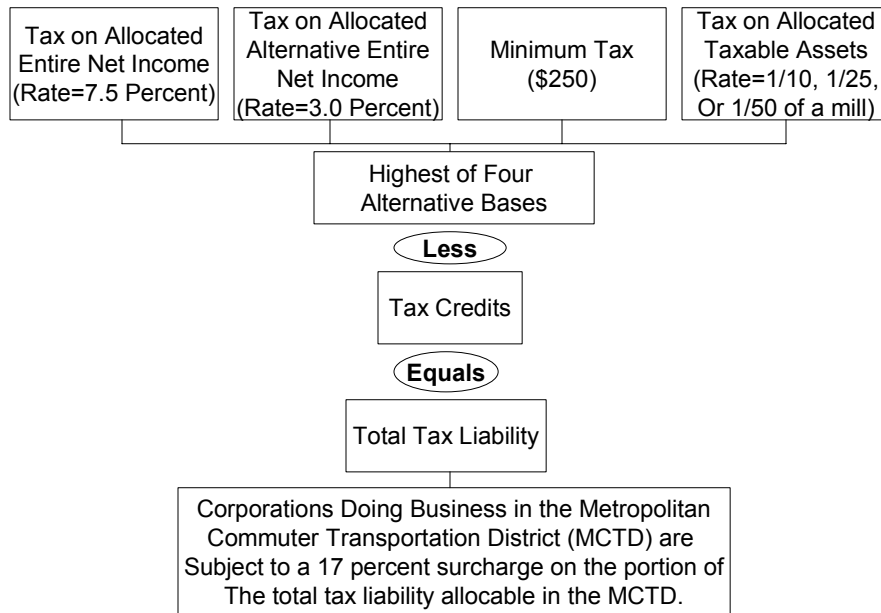 Tax on Allocated
Entire Net Income
(Rate=7.5 Percent)
Tax on Allocated
Alternative Entire
Net Income
(Rate=3.0 Percent)
Minimum Tax
($250)
Tax on Allocated
Taxable Assets
(Rate=1/10, 1/25,
Or 1/50 of a mill)
Highest of Four
Alternative Bases
Less
Tax Credits
Equals
Total Tax Liability
Corporations Doing Business in the Metropolitan
Commuter Transportation District (MCTD) are
Subject to a 17 percent surcharge on the portion of
The total tax liability allocable in the MCTD.